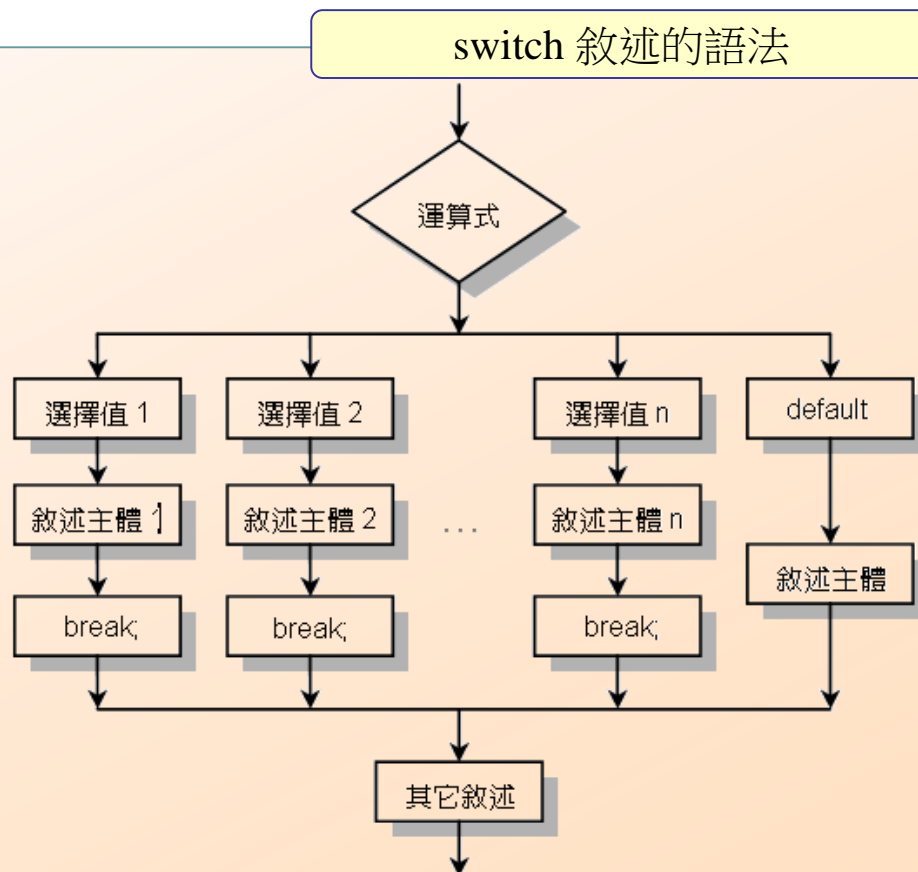 switch 敘述的語法
運算式
選擇值 1
選擇值 2
選擇值 n
default
敘述主體 1
敘述主體 2
...
敘述主體 n
敘述主體
break;
break;
break;
其它敘述